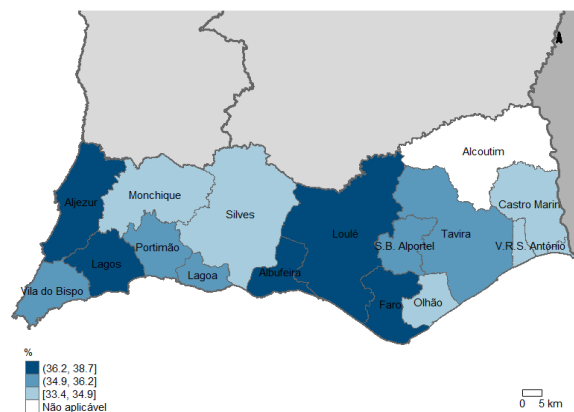 Alcoutim
Aljezur
Monchique
Castro Marim
Silves
Loulé
Portimão
S.B. Alportel
Tavira
V.R.S. António
Lagos
Lagoa
Albufeira
Vila do Bispo
Faro
Olhão
%
(36.2, 38.7]
(34.9, 36.2]
[33.4, 34.9]
Não aplicável
0 5 km